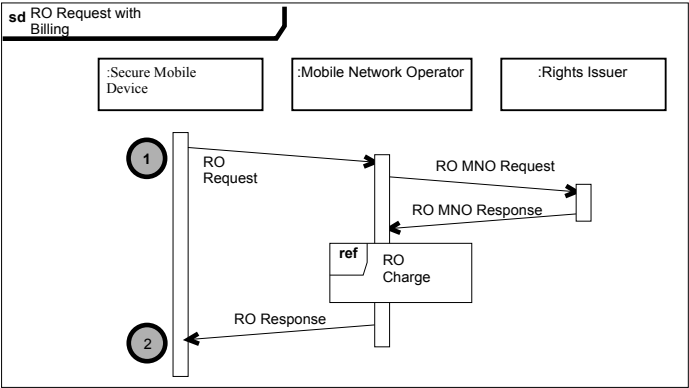 sd RO Request with
Billing
:Secure Mobile
Device
:Mobile Network Operator
:Rights Issuer
1
RO
Request
RO MNO Request
RO MNO Response
ref
RO
Charge
RO Response
2